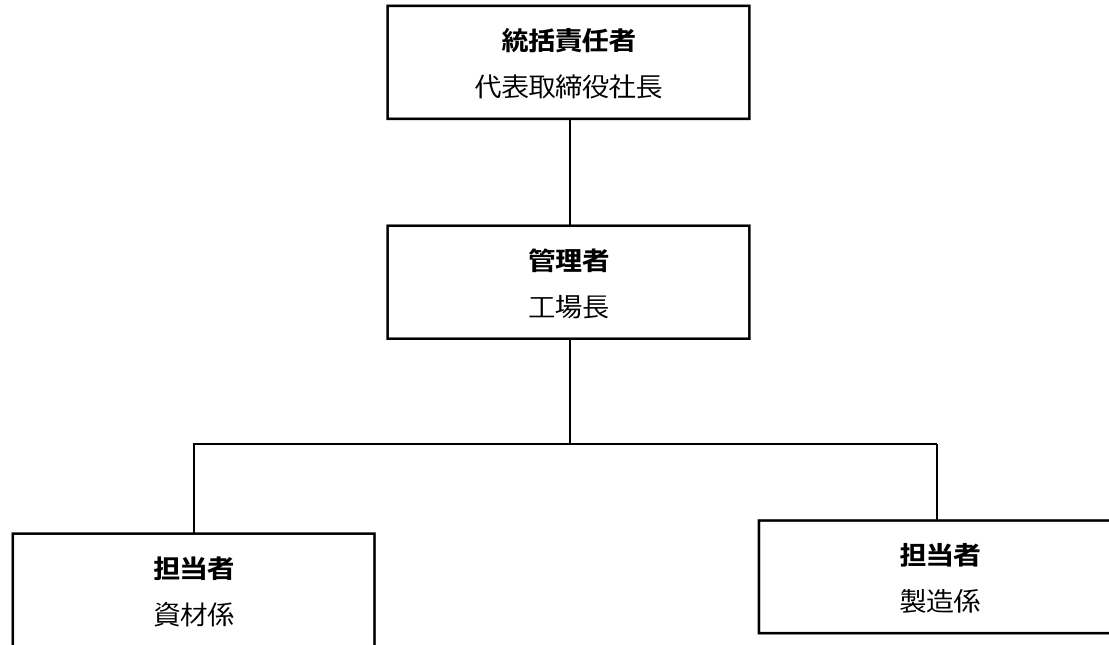 統括責任者
代表取締役社長
管理者
工場長
担当者
資材係
担当者
製造係